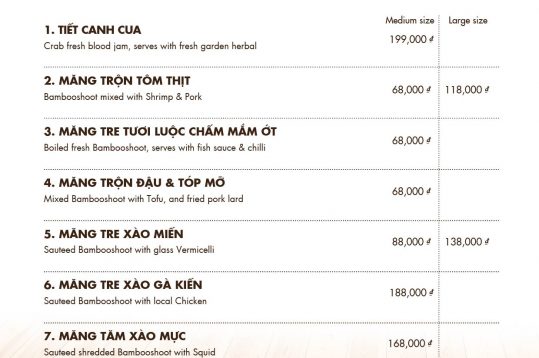 Medium size Large size
1. TIẾT CANH CUA
199,000 ₫
Crab fresh blood jam, serves with fresh garden herbal
2. MĂNG TRỘN TÔM THỊT
68,000 ₫ 118,000 ₫
Bambooshoot mixed with Shrimp & Pork
3. MĂNG TRE TƯƠI LUỘC CHẤM MẮM ỚT
68,000 ₫
Boiled fresh Bambooshoot, serves with fish sauce & chilli
4. MĂNG TRỘN ĐẬU & TÓP MỠ
68,000 ₫
Mixed Bambooshoot with Tofu, and fried pork lard
5. MĂNG TRE XÀO MIẾN
88,000 ₫ 138,000 ₫
Sauteed Bambooshoot with glass Vermicelli
6. MĂNG TRE XÀO GÀ KIẾN
188,000 ₫
Sauteed Bambooshoot with local Chicken
7. MĂNG TĂM XÀO MỰC
168,000 ₫
Sauteed shredded Bambooshoot with Squid